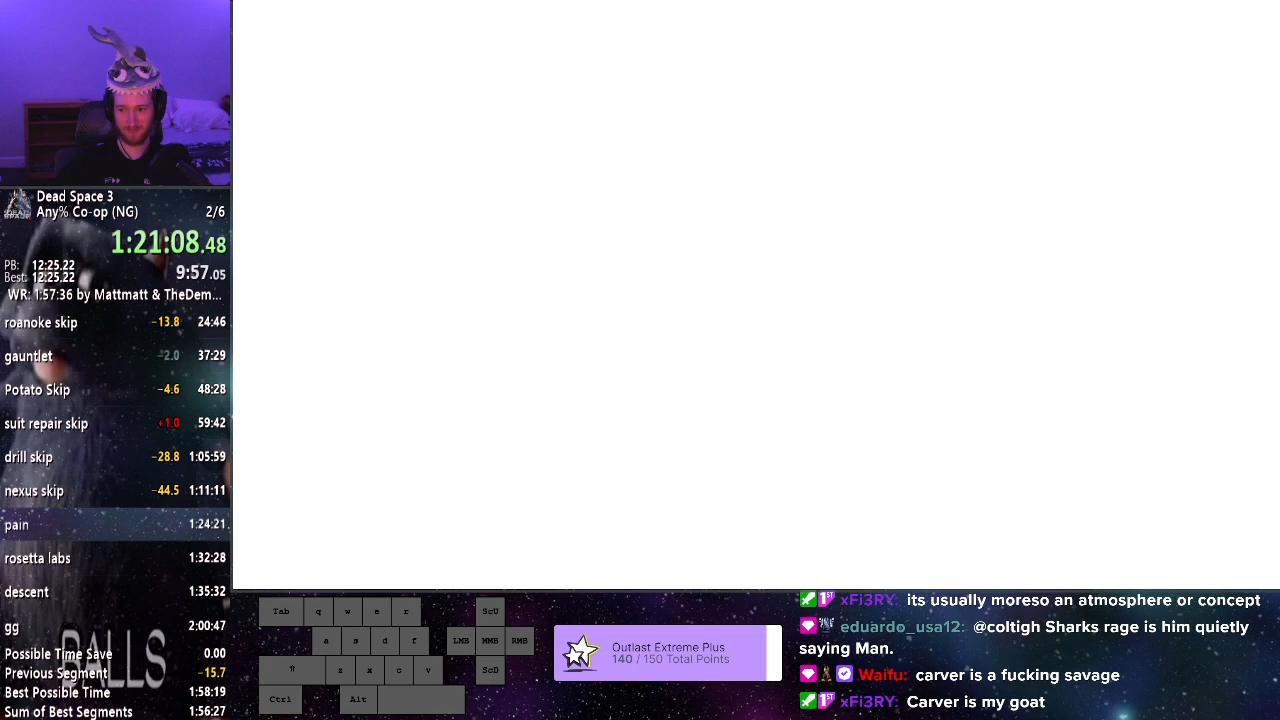 Dead Space 3
Any% Co-op (NG) 2/6
1:21:08.48
PB: 12:25.22 9:57.05
Best: 12:25.22
WR: 1:57:36 by Mattmatt & TheDem...
roanoke skip -13.8 24:46
gauntlet -2.0 37:29
Potato Skip -4.6 48:28
suit repair skip +1.0 59:42
drill skip -28.8 1:05:59
nexus skip -44.5 1:11:11
pain 1:24:21
rosetta labs 1:32:28
descent 1:35:32
gg 2:00:47
BALLS
Possible Time Save 0.00
Previous Segment -15.7
Best Possible Time 1:58:19
Sum of Best Segments 1:56:27
Tab q w e r ScU
a s d f LMB MMB RMB
⇧ z x c v ScD
Ctrl Alt
Outlast Extreme Plus
140 / 150 Total Points
1ST xFi3RY: its usually moreso an atmosphere or concept
eduardo_usa12: @coltigh Sharks rage is him quietly
saying Man.
Waifu: carver is a fucking savage
1ST xFi3RY: Carver is my goat